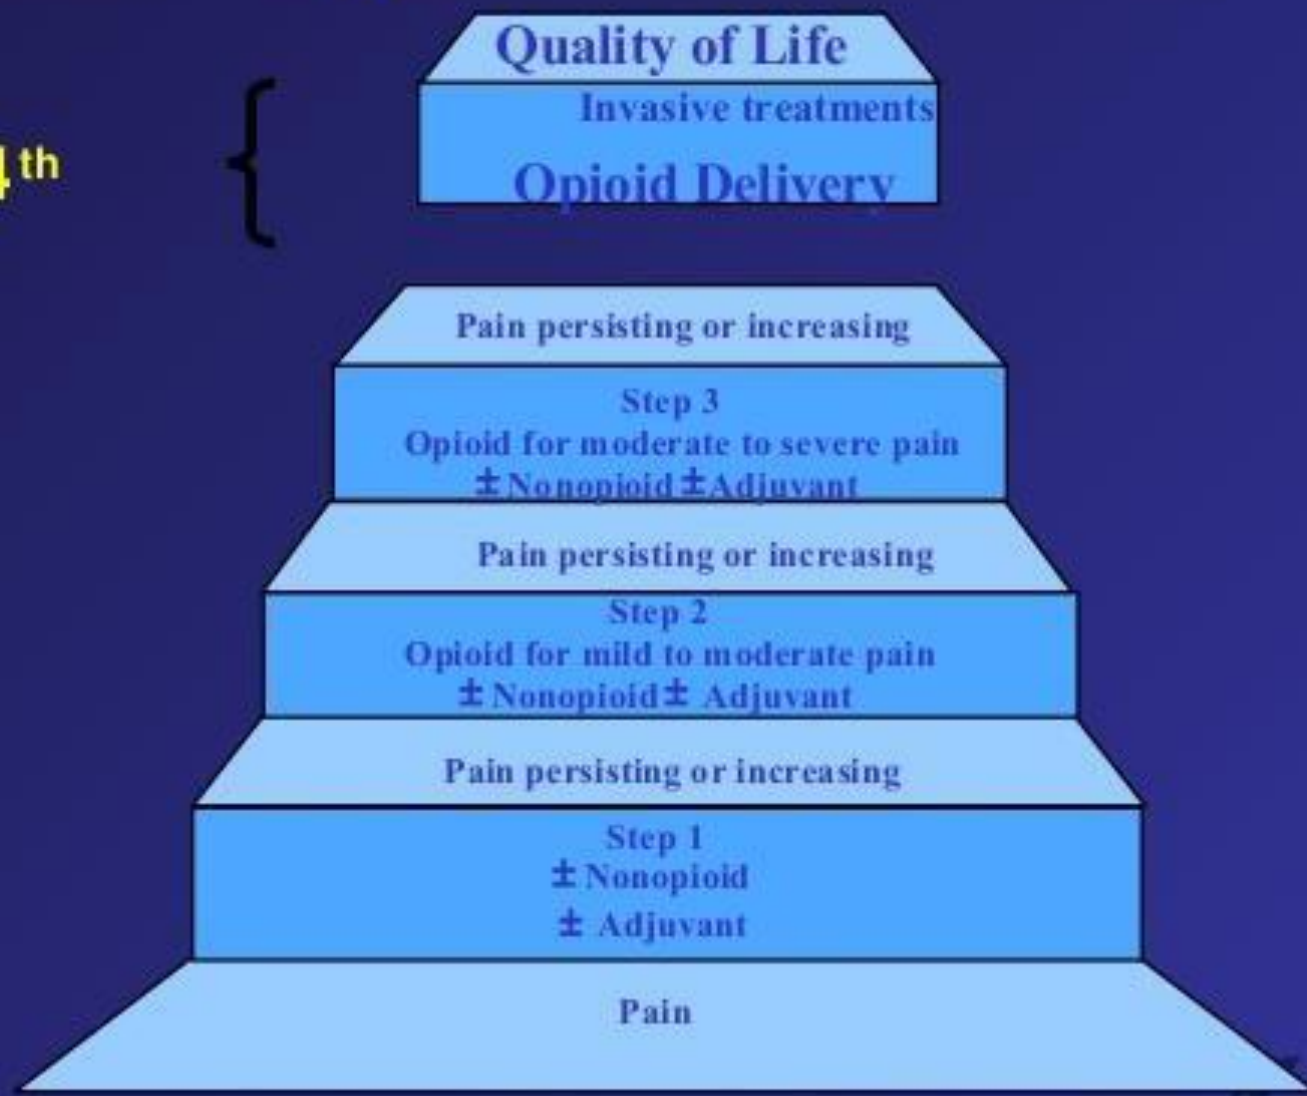 Quality of Life
Invasive treatments
4th
Opioid Delivery
Pain persisting or increasing
Step 3
Opioid for moderate to severe pain
± Nonopioid ± Adjuvant
Pain persisting or increasing
Step 2
Opioid for mild to moderate pain
± Nonopioid ± Adjuvant
Pain persisting or increasing
Step 1
± Nonopioid
± Adjuvant
Pain